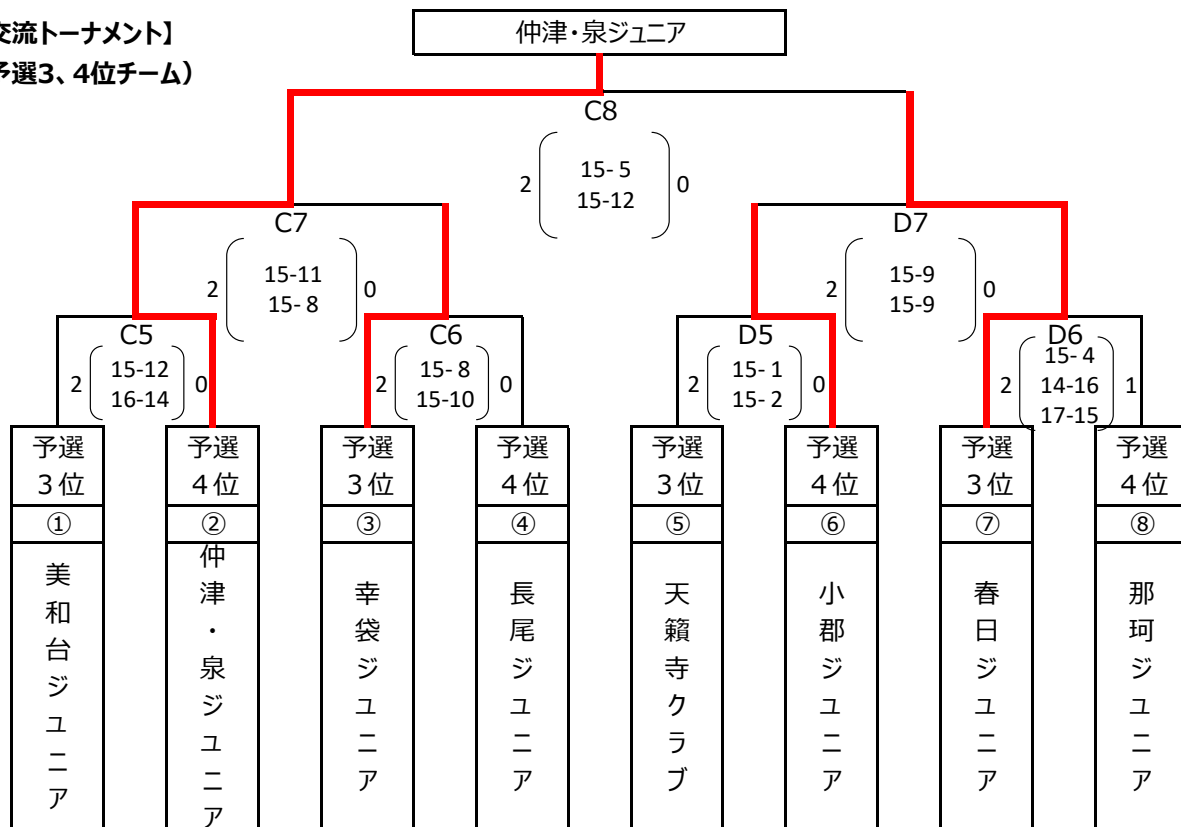 交流トーナメント】
予選3、4位チーム）
仲津・泉ジュニア
C8
2 15- 5 0
15-12
C7
2 15-11 0
15- 8
D7
2 15-9 0
15-9
C5
2 15-12 0
16-14
C6
2 15- 8 0
15-10
D5
2 15- 1 0
15- 2
D6
15- 4
2 14-16 1
17-15
予選 予選 予選 予選 予選 予選 予選 予選
３位 ４位 ３位 ４位 ３位 ４位 ３位 ４位
① ② ③ ④ ⑤ ⑥ ⑦ ⑧
美和台ジュニア
仲津・泉ジュニア
幸袋ジュニア
長尾ジュニア
天籟寺クラブ
小郡ジュニア
春日ジュニア
那珂ジュニア